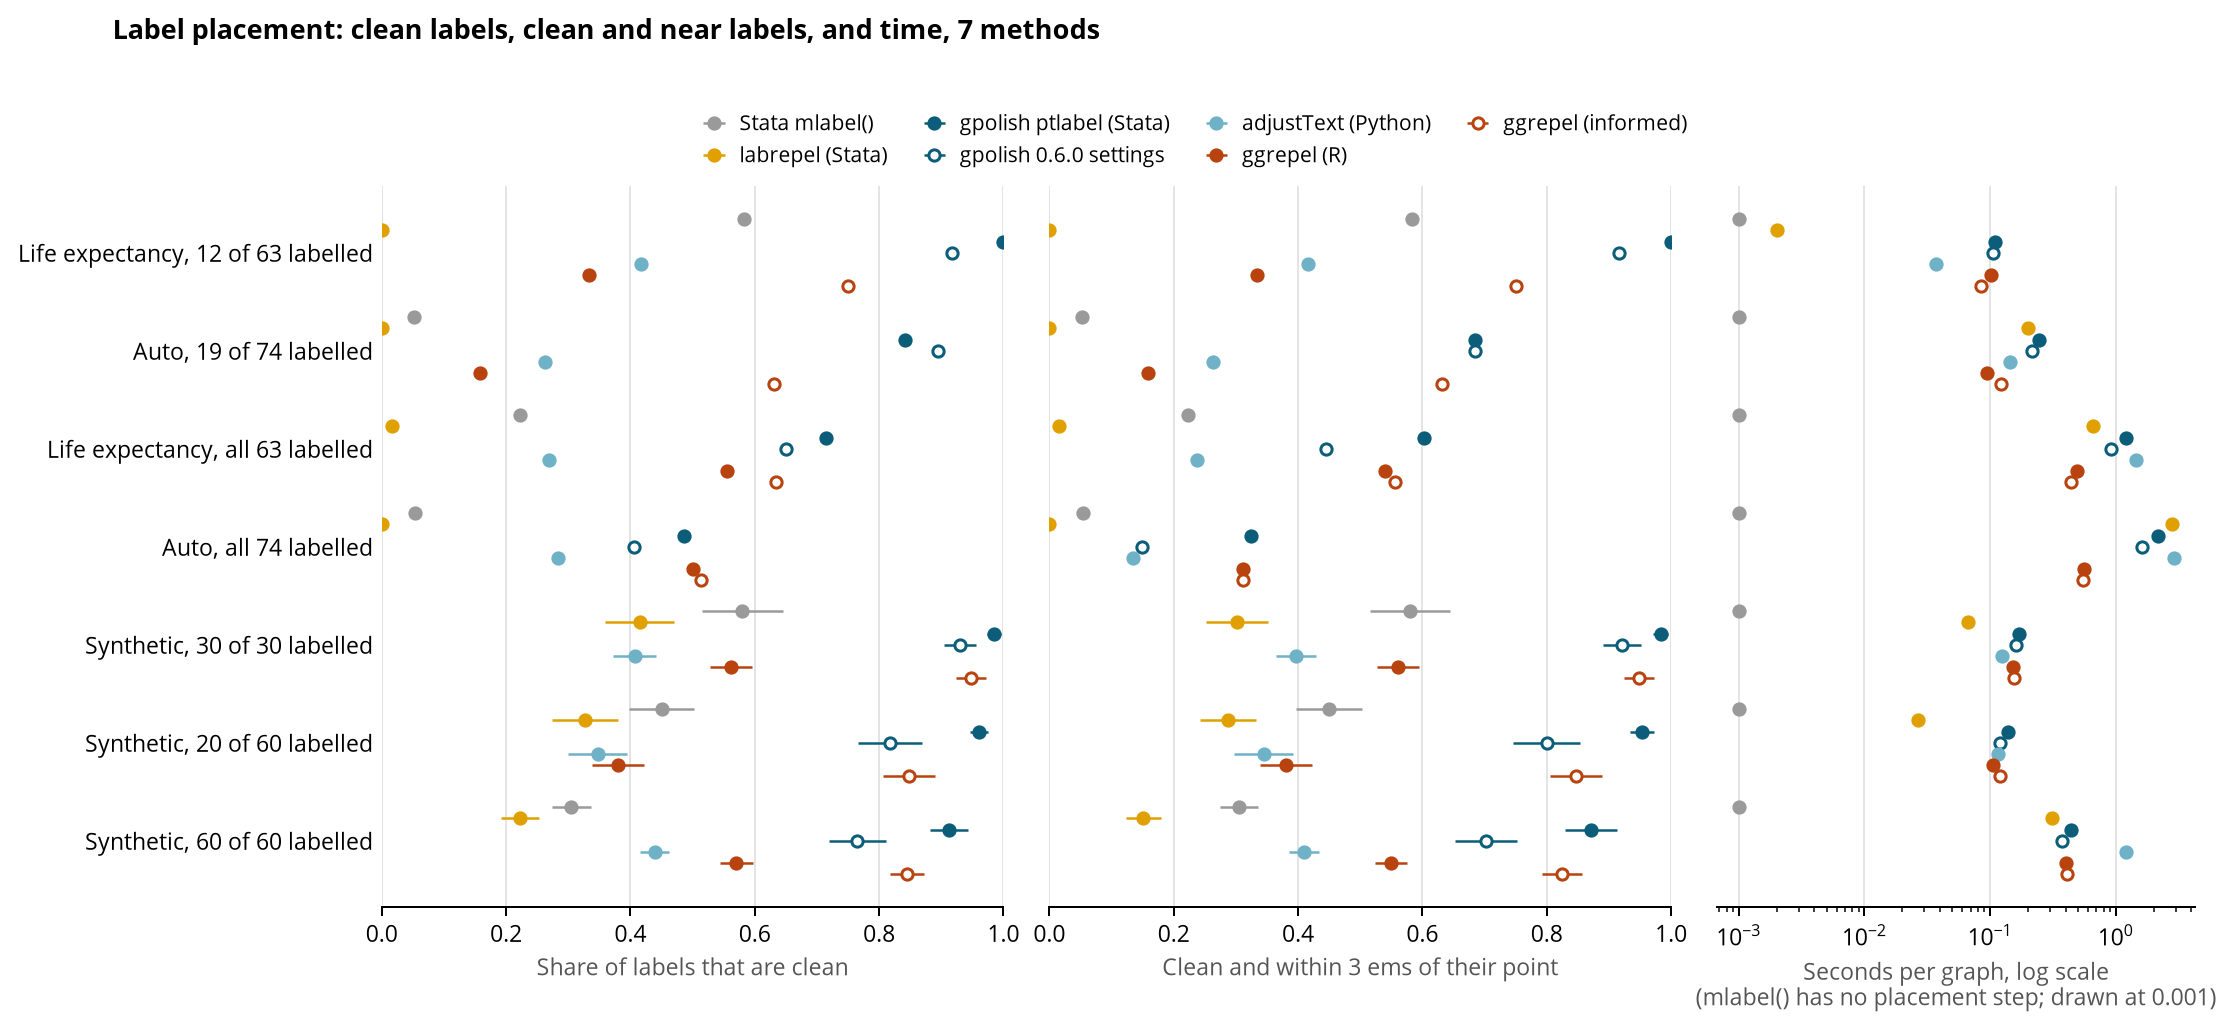 Label placement: clean labels, clean and near labels, and time, 7 methods
Stata mlabel()
gpolish ptlabel (Stata)
adjustText (Python)
ggrepel (informed)
labrepel (Stata)
gpolish 0.6.0 settings
ggrepel (R)
Life expectancy, 12 of 63 labelled
Auto, 19 of 74 labelled
Life expectancy, all 63 labelled
Auto, all 74 labelled
Synthetic, 30 of 30 labelled
Synthetic, 20 of 60 labelled
Synthetic, 60 of 60 labelled
0.0 0.2 0.4 0.6 0.8 1.0
Share of labels that are clean
0.0 0.2 0.4 0.6 0.8 1.0
Clean and within 3 ems of their point
10⁻³ 10⁻² 10⁻¹ 10⁰
Seconds per graph, log scale
(mlabel() has no placement step; drawn at 0.001)